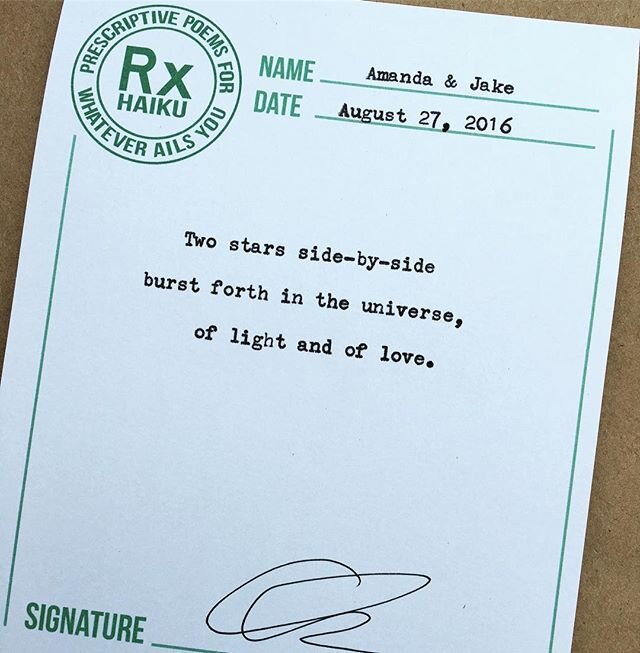 PRESCRIPTIVE POEMS FOR
WHATEVER AILS YOU
Rx
HAIKU
NAME Amanda & Jake
DATE August 27, 2016
Two stars side-by-side
burst forth in the universe,
of light and of love.
SIGNATURE